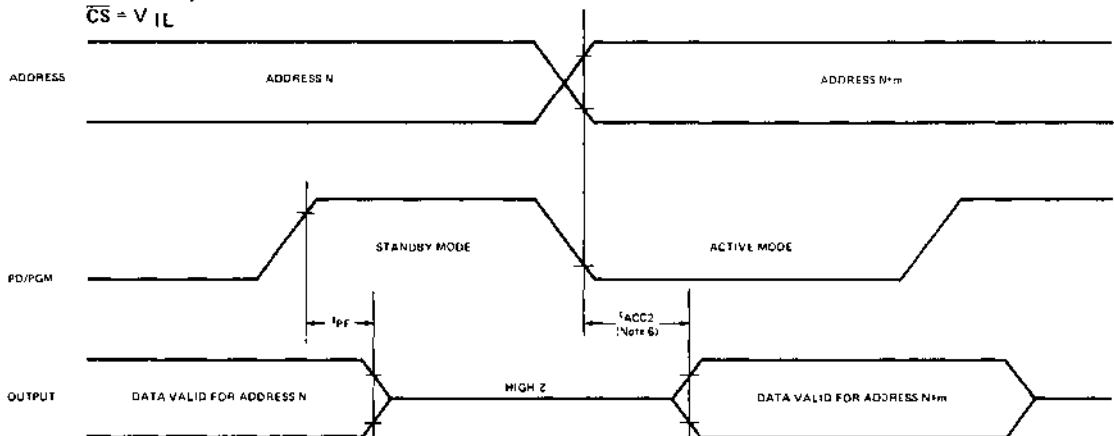 CS = VIL
ADDRESS
ADDRESS N
ADDRESS N+m
STANDBY MODE
ACTIVE MODE
PD/PGM
tPF
tACC2
(Note 6)
OUTPUT
DATA VALID FOR ADDRESS N
HIGH Z
DATA VALID FOR ADDRESS N+m